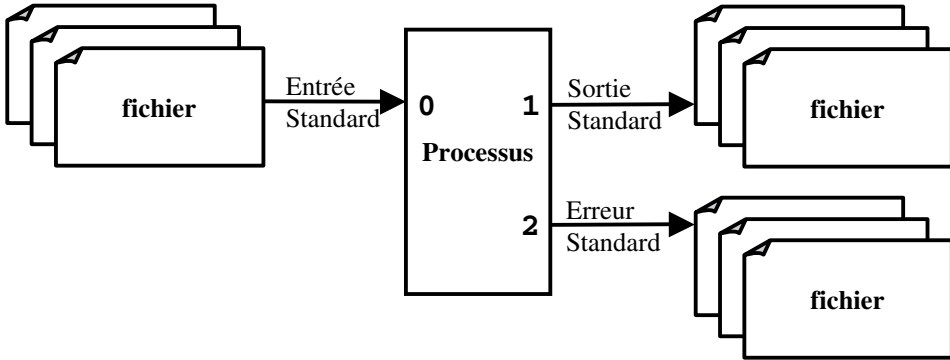 fichier
Entrée
Standard
0
1
Processus
2
Sortie
Standard
fichier
Erreur
Standard
fichier